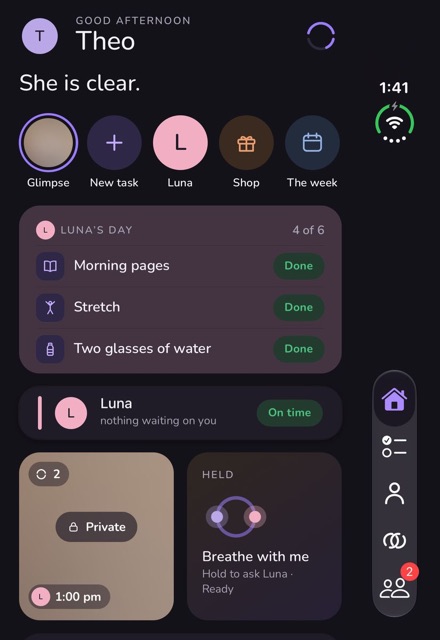 GOOD AFTERNOON
T
Theo
She is clear.
1:41
L
Glimpse
New task
Luna
Shop
The week
L
LUNA'S DAY
4 of 6
Morning pages
Done
Stretch
Done
Two glasses of water
Done
L
Luna
nothing waiting on you
On time
2
Private
L
1:00 pm
HELD
Breathe with me
Hold to ask Luna ·
Ready
2